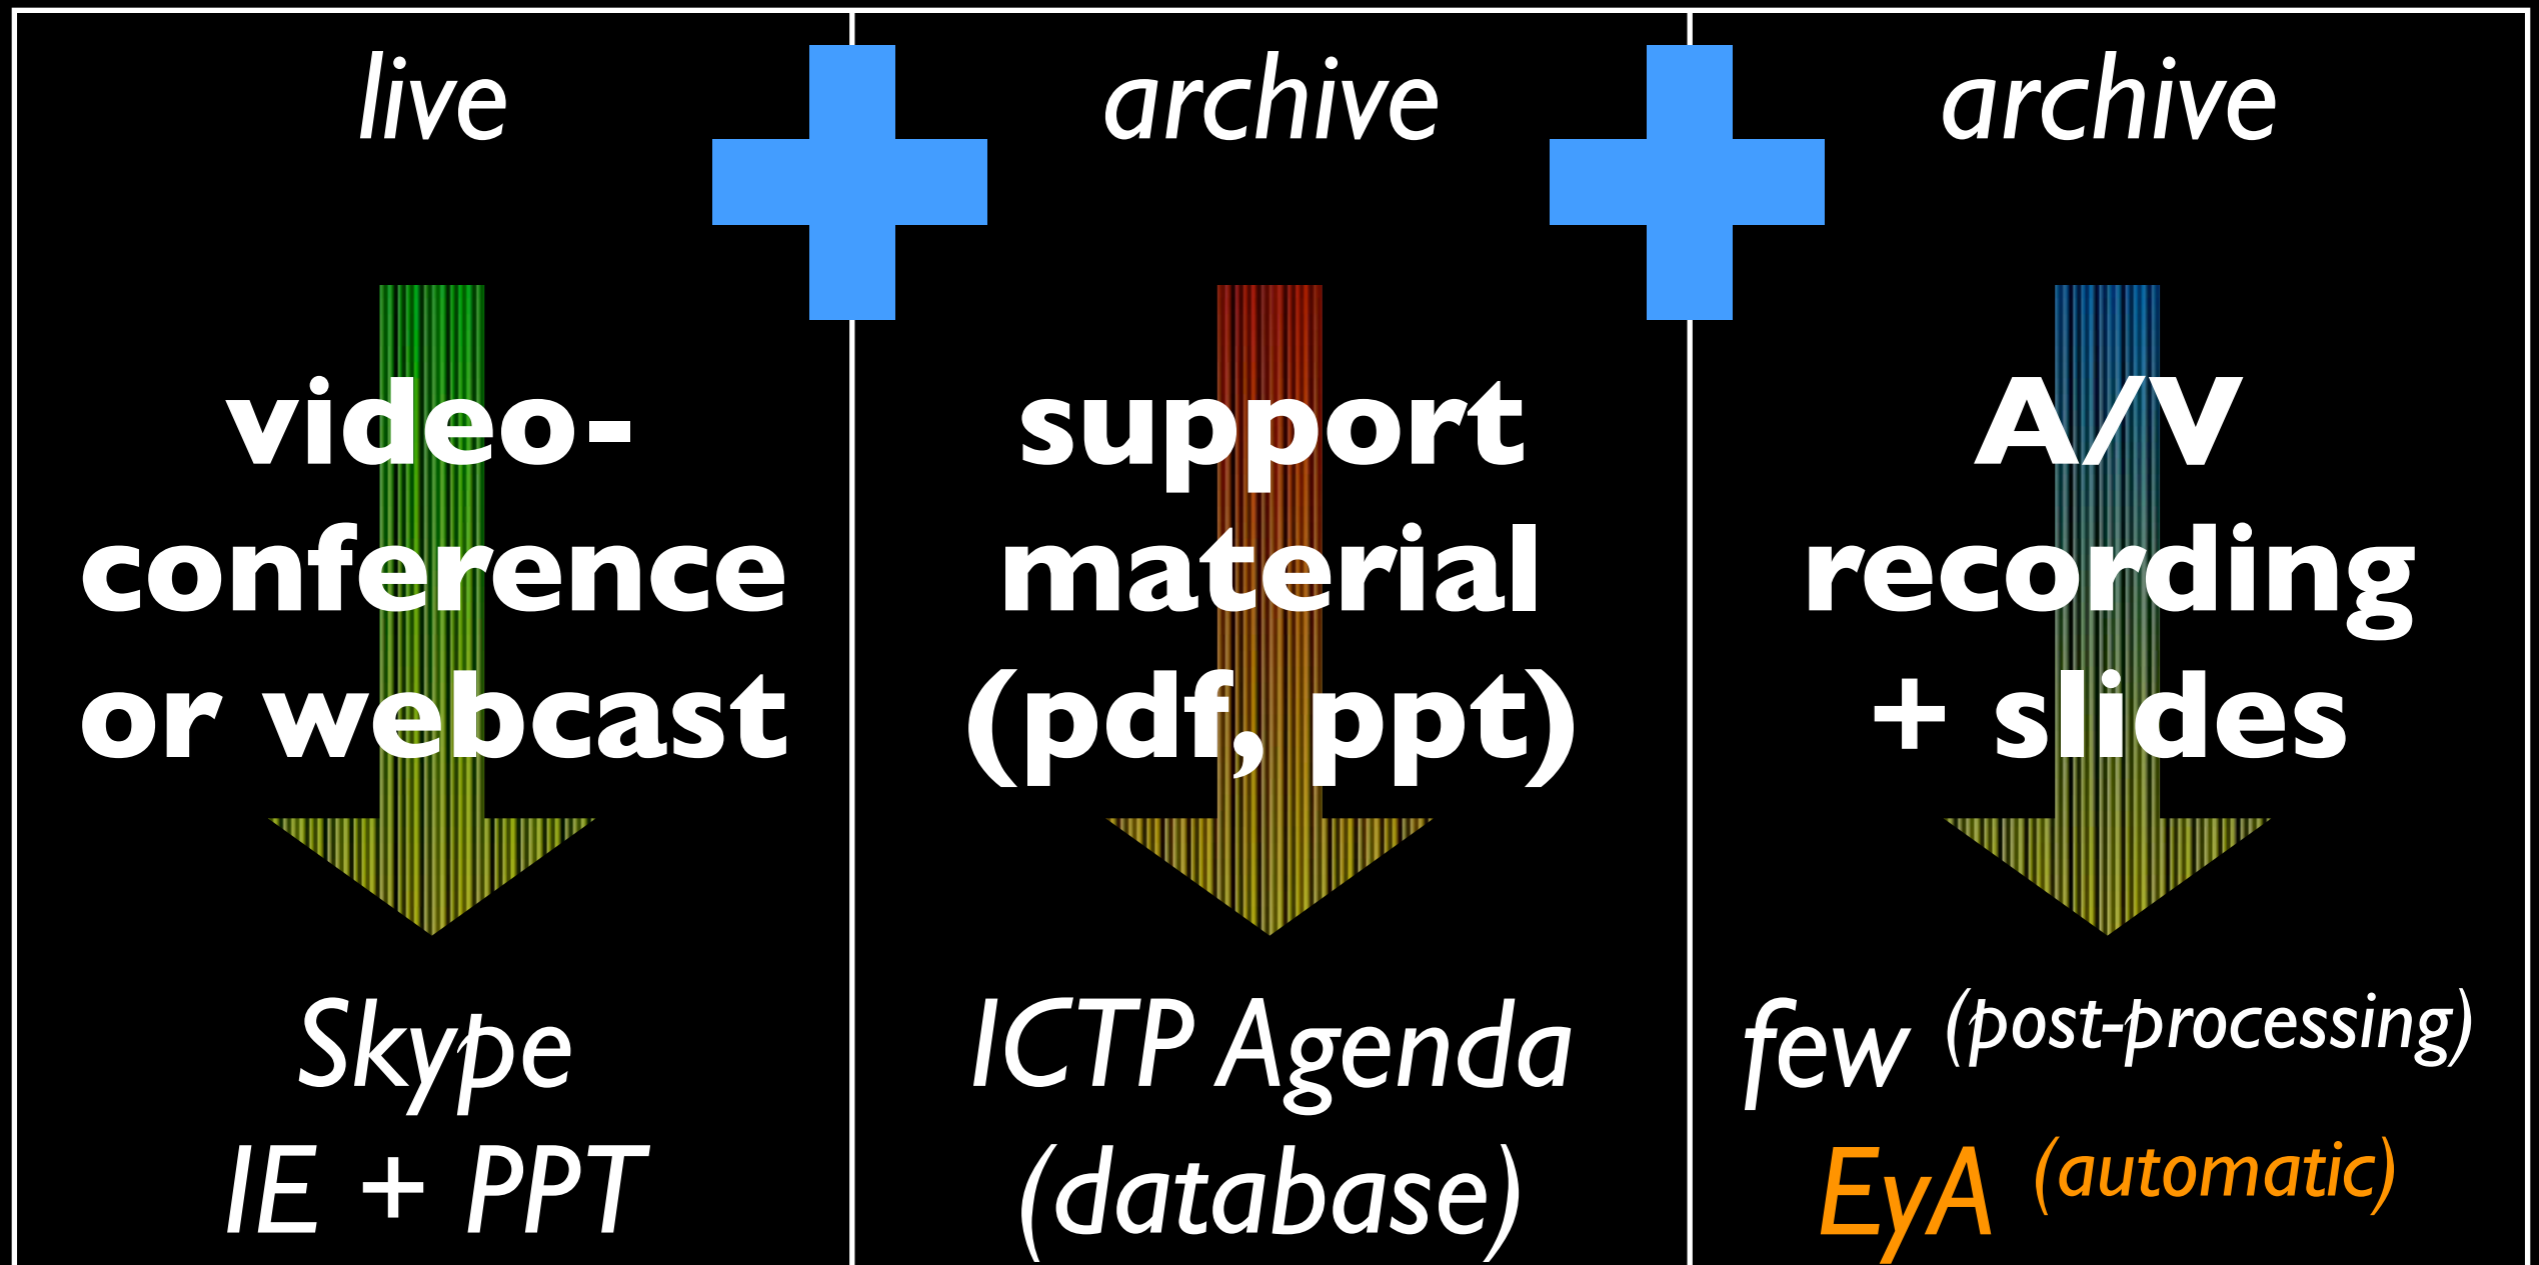 live
video-
conference
or webcast
Skype
IE + PPT
archive
support
material
(pdf, ppt)
ICTP Agenda
(database)
archive
A/V
recording
+ slides
few (post-processing)
EyA (automatic)